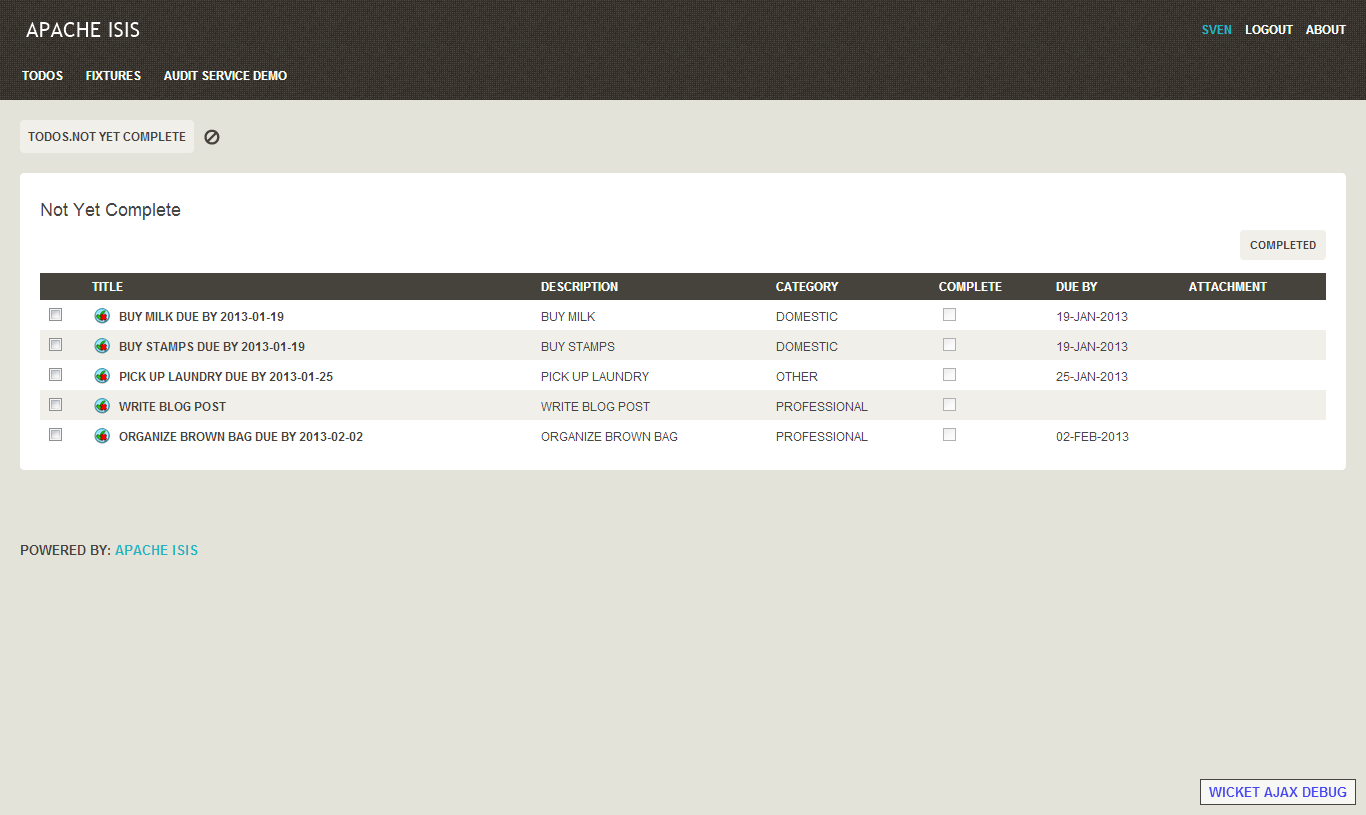 APACHE ISIS
SVEN LOGOUT ABOUT
TODOS FIXTURES AUDIT SERVICE DEMO
TODOS.NOT YET COMPLETE
Not Yet Complete
COMPLETED
TITLE DESCRIPTION CATEGORY COMPLETE DUE BY ATTACHMENT
BUY MILK DUE BY 2013-01-19 BUY MILK DOMESTIC 19-JAN-2013
BUY STAMPS DUE BY 2013-01-19 BUY STAMPS DOMESTIC 19-JAN-2013
PICK UP LAUNDRY DUE BY 2013-01-25 PICK UP LAUNDRY OTHER 25-JAN-2013
WRITE BLOG POST WRITE BLOG POST PROFESSIONAL
ORGANIZE BROWN BAG DUE BY 2013-02-02 ORGANIZE BROWN BAG PROFESSIONAL 02-FEB-2013
POWERED BY: APACHE ISIS
WICKET AJAX DEBUG